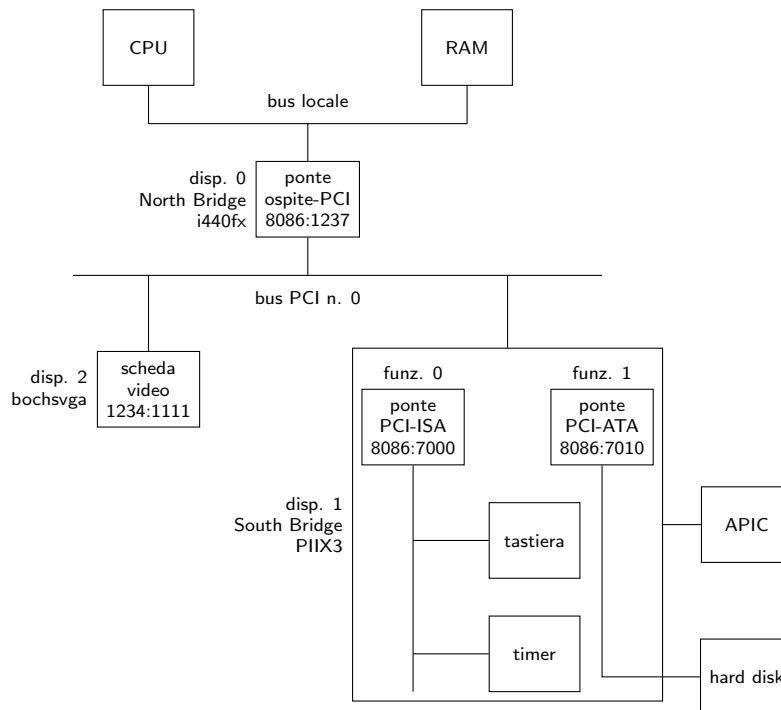 CPU
RAM
bus locale
disp. 0
North Bridge
i440fx
ponte
ospite-PCI
8086:1237
bus PCI n. 0
disp. 2
bochsvga
scheda
video
1234:1111
funz. 0
funz. 1
ponte
PCI-ISA
8086:7000
ponte
PCI-ATA
8086:7010
disp. 1
South Bridge
PIIX3
tastiera
APIC
timer
hard disk